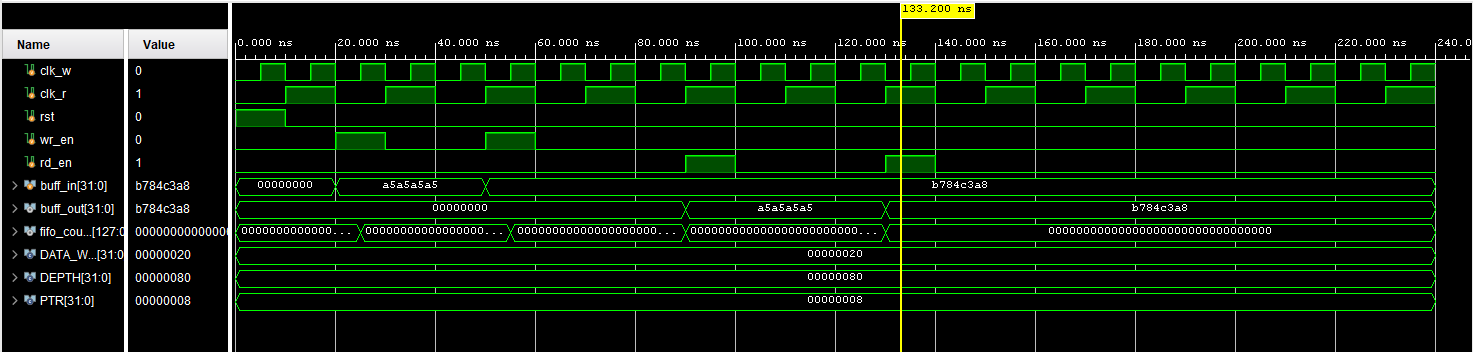 133.200 ns
Name Value
0.000 ns 20.000 ns 40.000 ns 60.000 ns 80.000 ns 100.000 ns 120.000 ns 140.000 ns 160.000 ns 180.000 ns 200.000 ns 220.000 ns 240.0
clk_w 0
clk_r 1
rst 0
wr_en 0
rd_en 1
buff_in[31:0] b784c3a8 00000000 a5a5a5a5 b784c3a8
buff_out[31:0] b784c3a8 00000000 a5a5a5a5 b784c3a8
fifo_cou...[127:0 00000000000000 0000000000000... 00000000000000000... 0000000000000000000... 00000000000000000000000... 00000000000000000000000000000000
DATA_W...[31:0 00000020 00000020
DEPTH[31:0] 00000080 00000080
PTR[31:0] 00000008 00000008